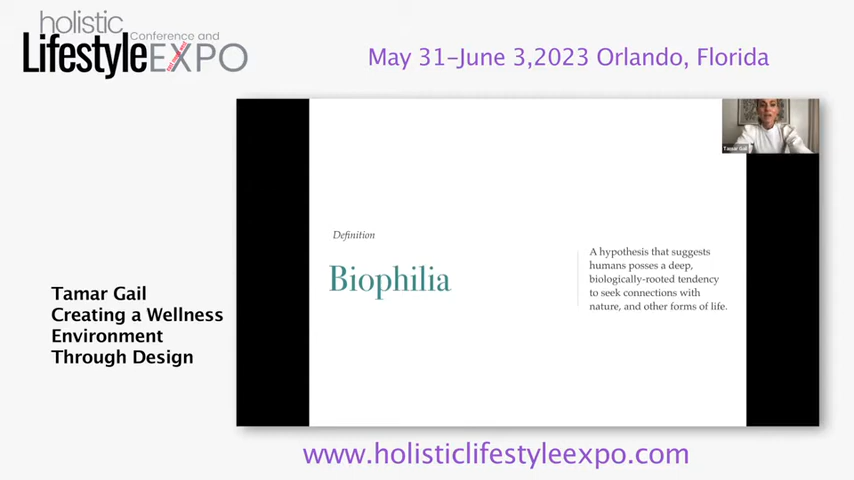 holistic
Conference and
LifestyleEXPO
May 31-June 3,2023 Orlando, Florida
Tamar Gail
Definition
Biophilia
A hypothesis that suggests
humans posses a deep,
biologically-rooted tendency
to seek connections with
nature, and other forms of life.
Tamar Gail
Creating a Wellness
Environment
Through Design
www.holisticlifestyleexpo.com